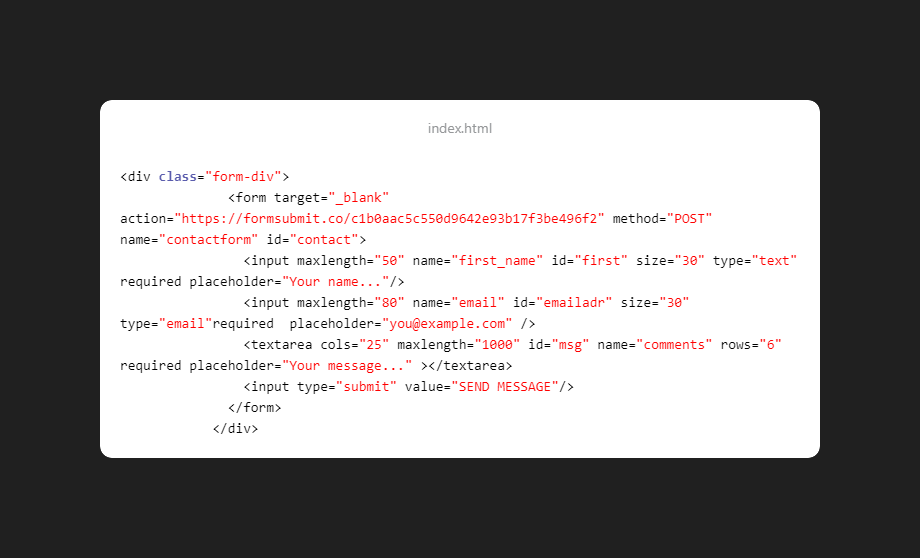 index.html
<div class="form-div">
<form target="_blank"
action="https://formsubmit.co/c1b0aac5c550d9642e93b17f3be496f2" method="POST"
name="contactform" id="contact">
<input maxlength="50" name="first_name" id="first" size="30" type="text"
required placeholder="Your name..."/>
<input maxlength="80" name="email" id="emailadr" size="30"
type="email"required  placeholder="you@example.com" />
<textarea cols="25" maxlength="1000" id="msg" name="comments" rows="6"
required placeholder="Your message..." ></textarea>
<input type="submit" value="SEND MESSAGE"/>
</form>
</div>